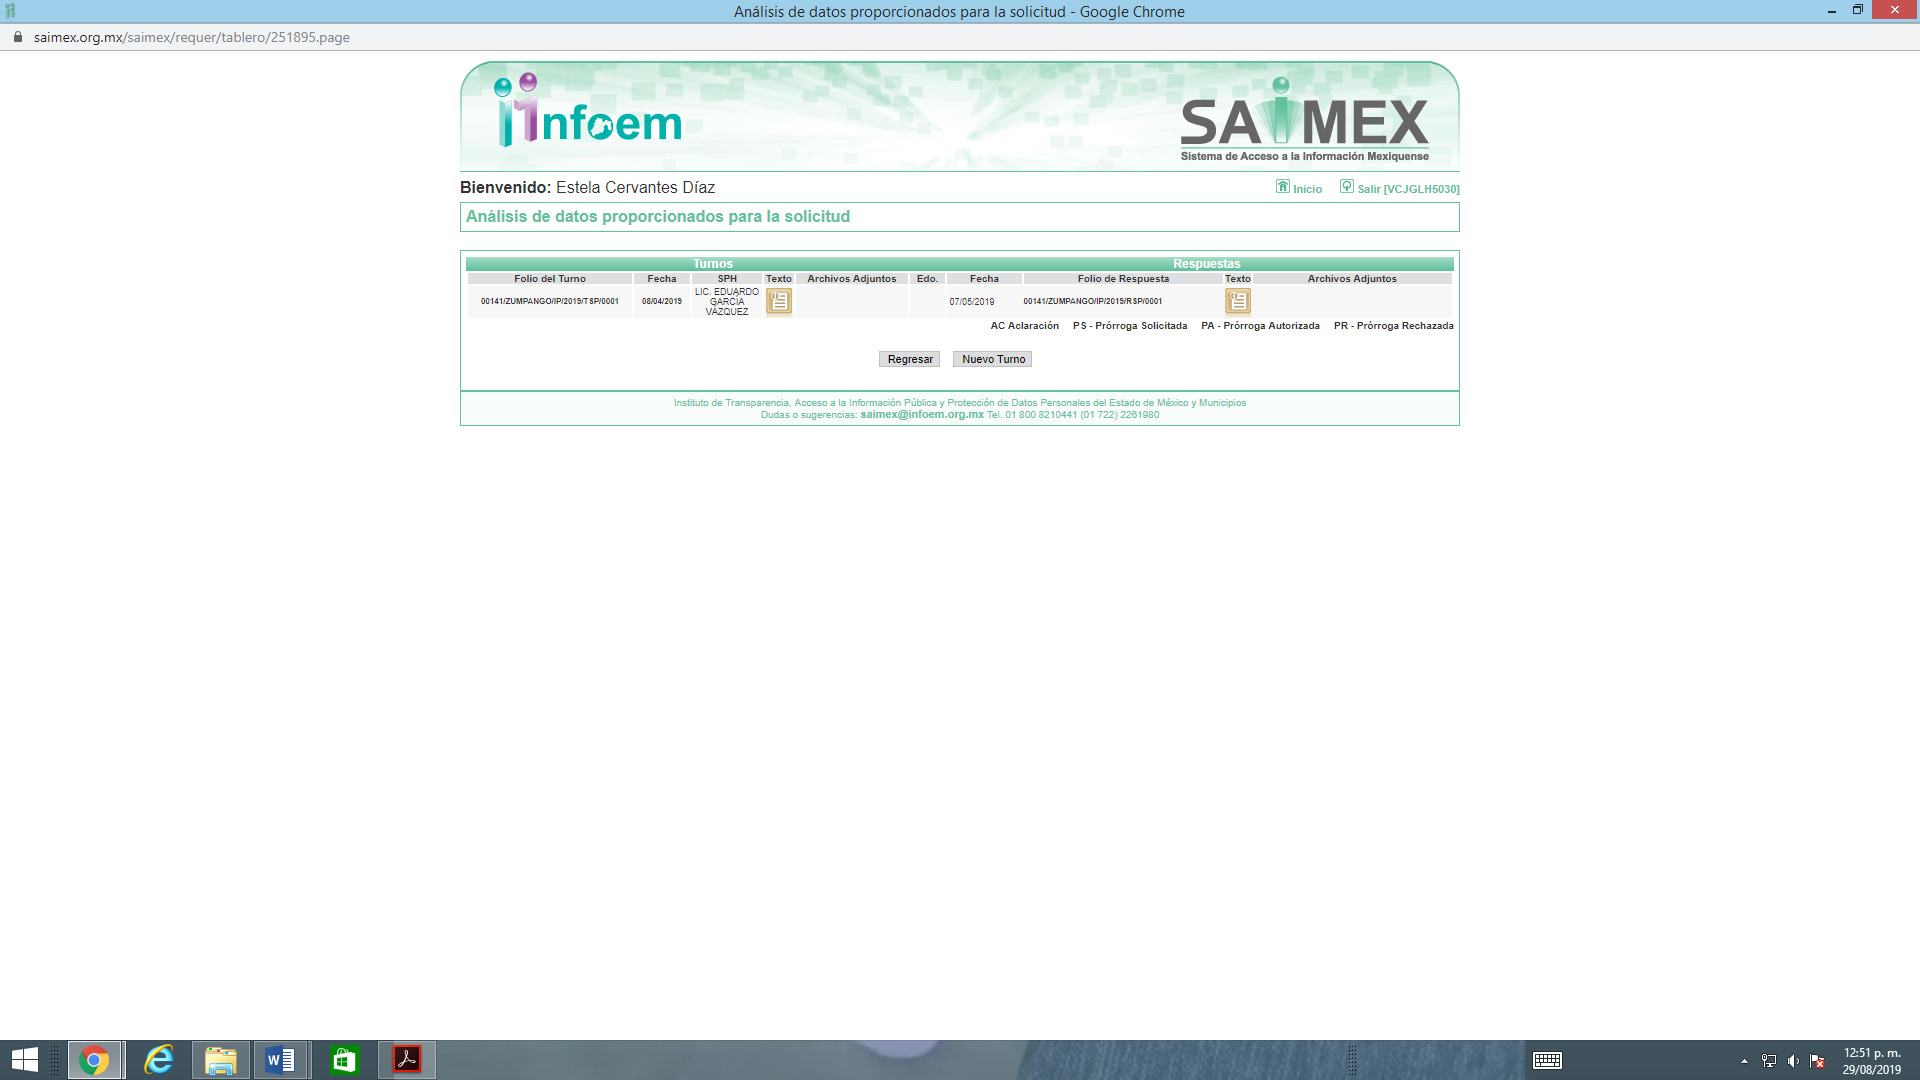 Análisis de datos proporcionados para la solicitud - Google Chrome
saimex.org.mx/saimex/requer/tablero/251895.page
infoem
SAIMEX
Sistema de Acceso a la Información Mexiquense
Bienvenido: Estela Cervantes Díaz
Inicio Salir [VCJGLH5030]
Análisis de datos proporcionados para la solicitud
Turnos Respuestas
Folio del Turno Fecha SPH Texto Archivos Adjuntos Edo. Fecha Folio de Respuesta Texto Archivos Adjuntos
00141/ZUMPANGO/IP/2019/TSP/0001 08/04/2019 LIC. EDUARDO GARCÍA VÁZQUEZ 07/05/2019 00141/ZUMPANGO/IP/2019/RSP/0001
AC Aclaración PS - Prórroga Solicitada PA - Prórroga Autorizada PR - Prórroga Rechazada
Regresar Nuevo Turno
Instituto de Transparencia, Acceso a la Información Pública y Protección de Datos Personales del Estado de México y Municipios
Dudas o sugerencias: saimex@infoem.org.mx Tel. 01 800 8210441 (01 722) 2261980
12:51 p. m.
29/08/2019